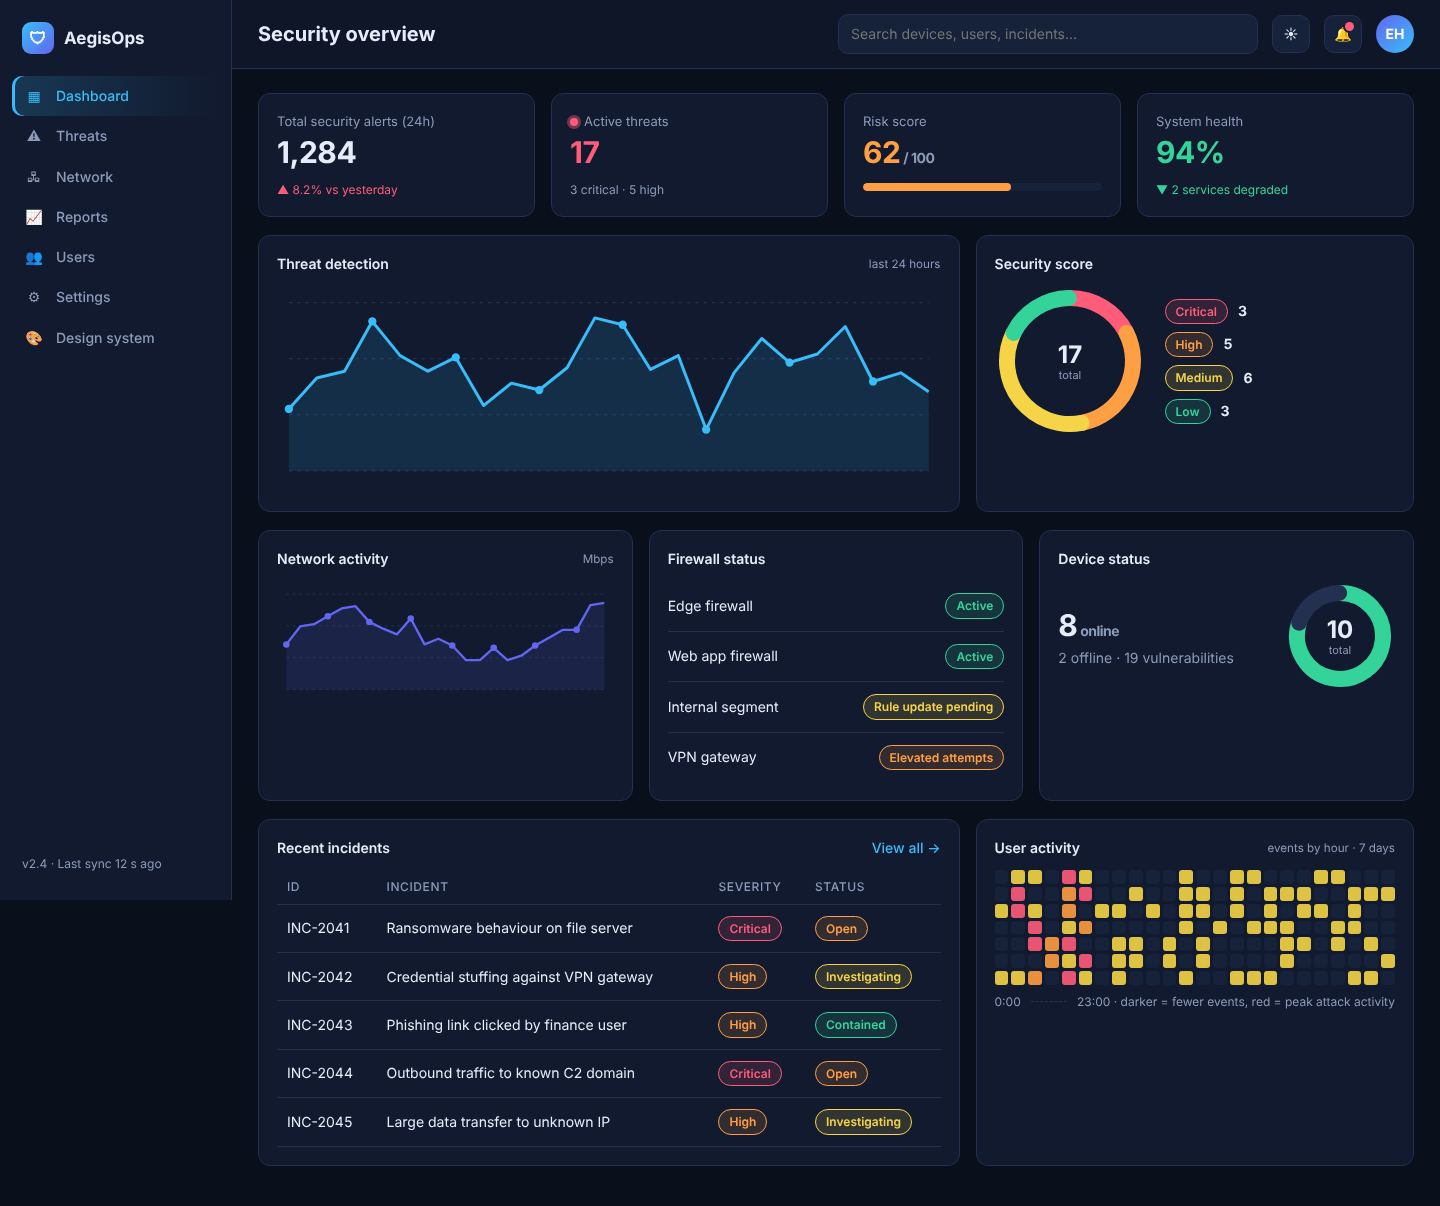 AegisOps
Dashboard
Threats
Network
Reports
Users
Settings
Design system
v2.4 · Last sync 12 s ago
Security overview
Search devices, users, incidents...
EH
Total security alerts (24h)
1,284
▲ 8.2% vs yesterday
Active threats
17
3 critical · 5 high
Risk score
62 / 100
System health
94%
▼ 2 services degraded
Threat detection
last 24 hours
Security score
17
total
Critical 3
High 5
Medium 6
Low 3
Network activity
Mbps
Firewall status
Edge firewall Active
Web app firewall Active
Internal segment Rule update pending
VPN gateway Elevated attempts
Device status
8 online
2 offline · 19 vulnerabilities
10
total
Recent incidents
View all →
ID INCIDENT SEVERITY STATUS
INC-2041 Ransomware behaviour on file server Critical Open
INC-2042 Credential stuffing against VPN gateway High Investigating
INC-2043 Phishing link clicked by finance user High Contained
INC-2044 Outbound traffic to known C2 domain Critical Open
INC-2045 Large data transfer to unknown IP High Investigating
User activity
events by hour · 7 days
0:00 23:00 · darker = fewer events, red = peak attack activity